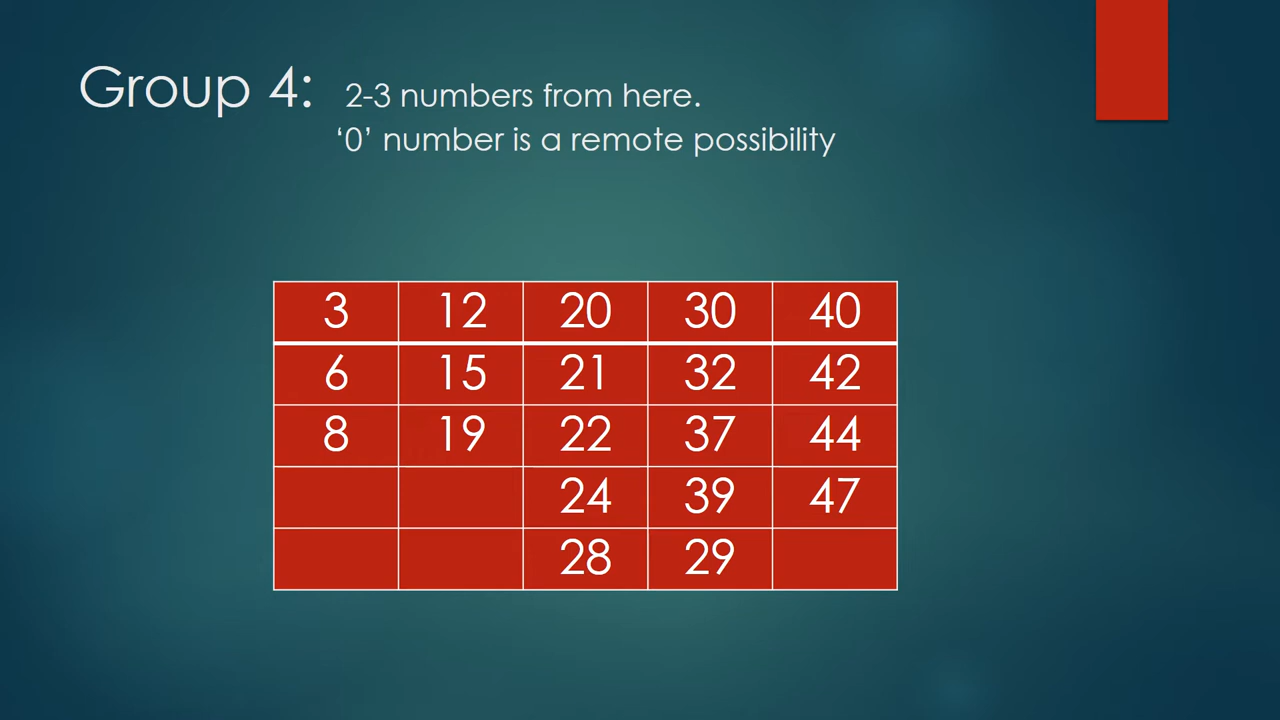 Group 4: 2-3 numbers from here.
‘0’ number is a remote possibility
3 12 20 30 40
6 15 21 32 42
8 19 22 37 44
24 39 47
28 29